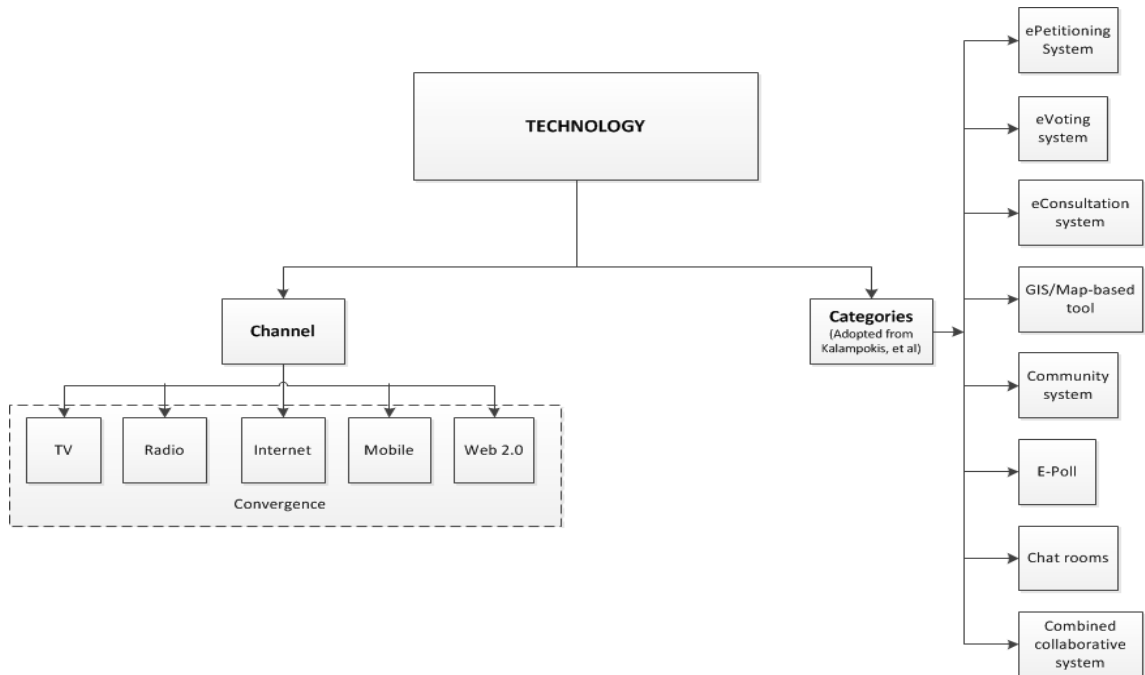 TECHNOLOGY
Channel
TV
Radio
Internet
Mobile
Web 2.0
Convergence
Categories
(Adopted from
Kalampokis, et al)
ePetitioning
System
eVoting
system
eConsultation
system
GIS/Map-based
tool
Community
system
E-Poll
Chat rooms
Combined
collaborative
system